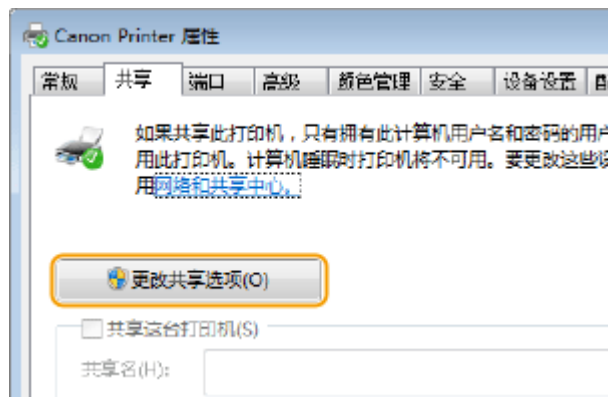 Canon Printer 属性
常规 共享 端口 高级 颜色管理 安全 设备设置
如果共享此打印机，只有拥有此计算机用户名和密码的用户
用此打印机。计算机睡眠时打印机将不可用。要更改这些设
用网络和共享中心。
更改共享选项(O)
共享这台打印机(S)
共享名(H):